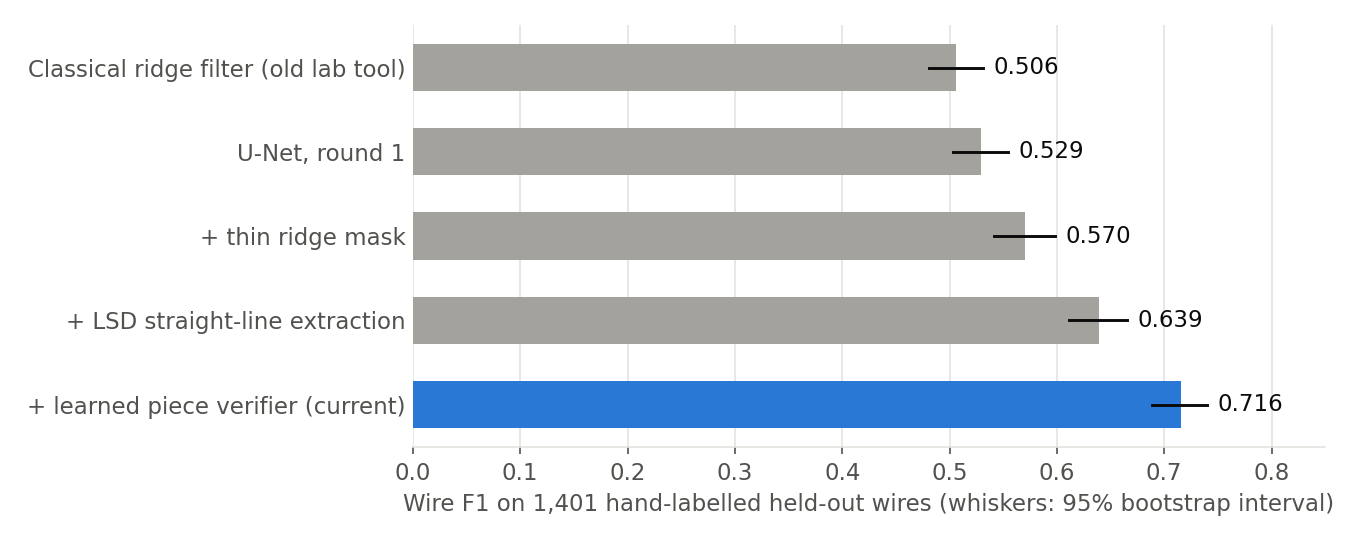 Classical ridge filter (old lab tool)
0.506
U-Net, round 1
0.529
+ thin ridge mask
0.570
+ LSD straight-line extraction
0.639
+ learned piece verifier (current)
0.716
0.0 0.1 0.2 0.3 0.4 0.5 0.6 0.7 0.8
Wire F1 on 1,401 hand-labelled held-out wires (whiskers: 95% bootstrap interval)